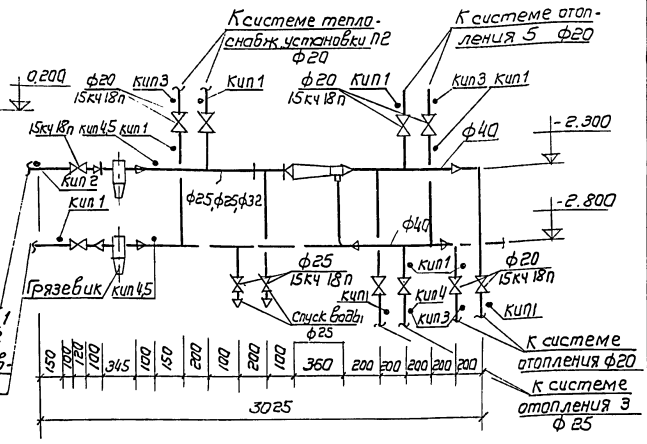 К системе тепло-
снабж. установки П2
ф20
К системе отоп-
ления 5 ф20
0,200
ф20
15кч18п
кип3
кип1
ф20
15кч18п
кип1
кип3 кип1
ф40
-2.300
15кч18п
кип4,5 кип1
кип2
ф25,ф25,ф32
-2.800
кип1
ф40
Грязевик
кип4,5
ф25
15кч18п
спуск воды
ф25
кип1
кип1
кип4
кип3
ф20
15кч18п
кип1
К системе
отопления ф20
К системе
отопления 3
ф25
150 100 120 100 345 100 150 200 100 200 100 360 200 200 200 200 200
3025